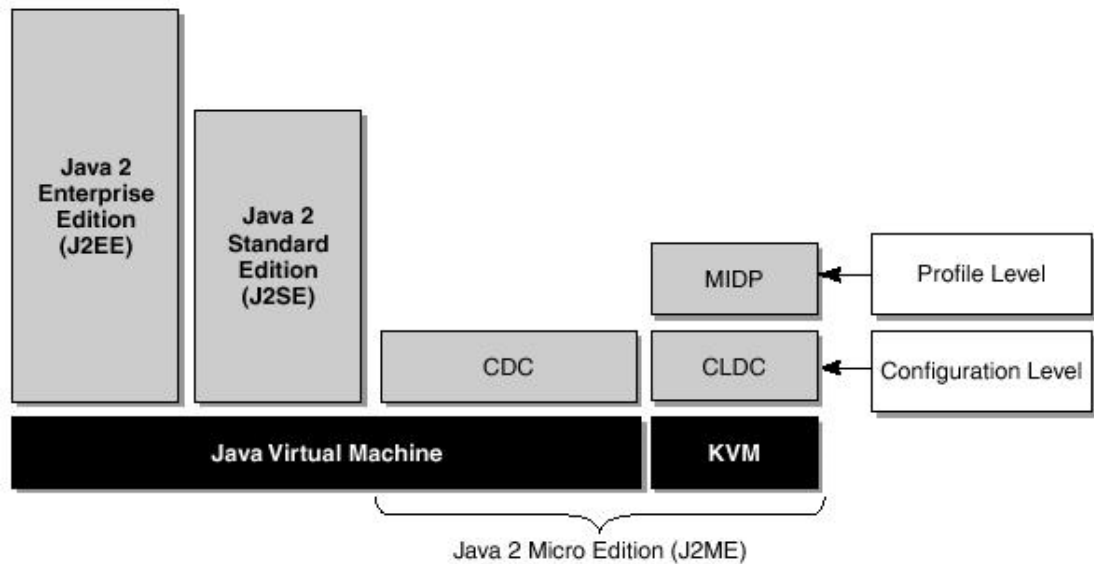 Java 2
Enterprise
Edition
(J2EE)
Java 2
Standard
Edition
(J2SE)
MIDP
Profile Level
CDC
CLDC
Configuration Level
Java Virtual Machine
KVM
Java 2 Micro Edition (J2ME)